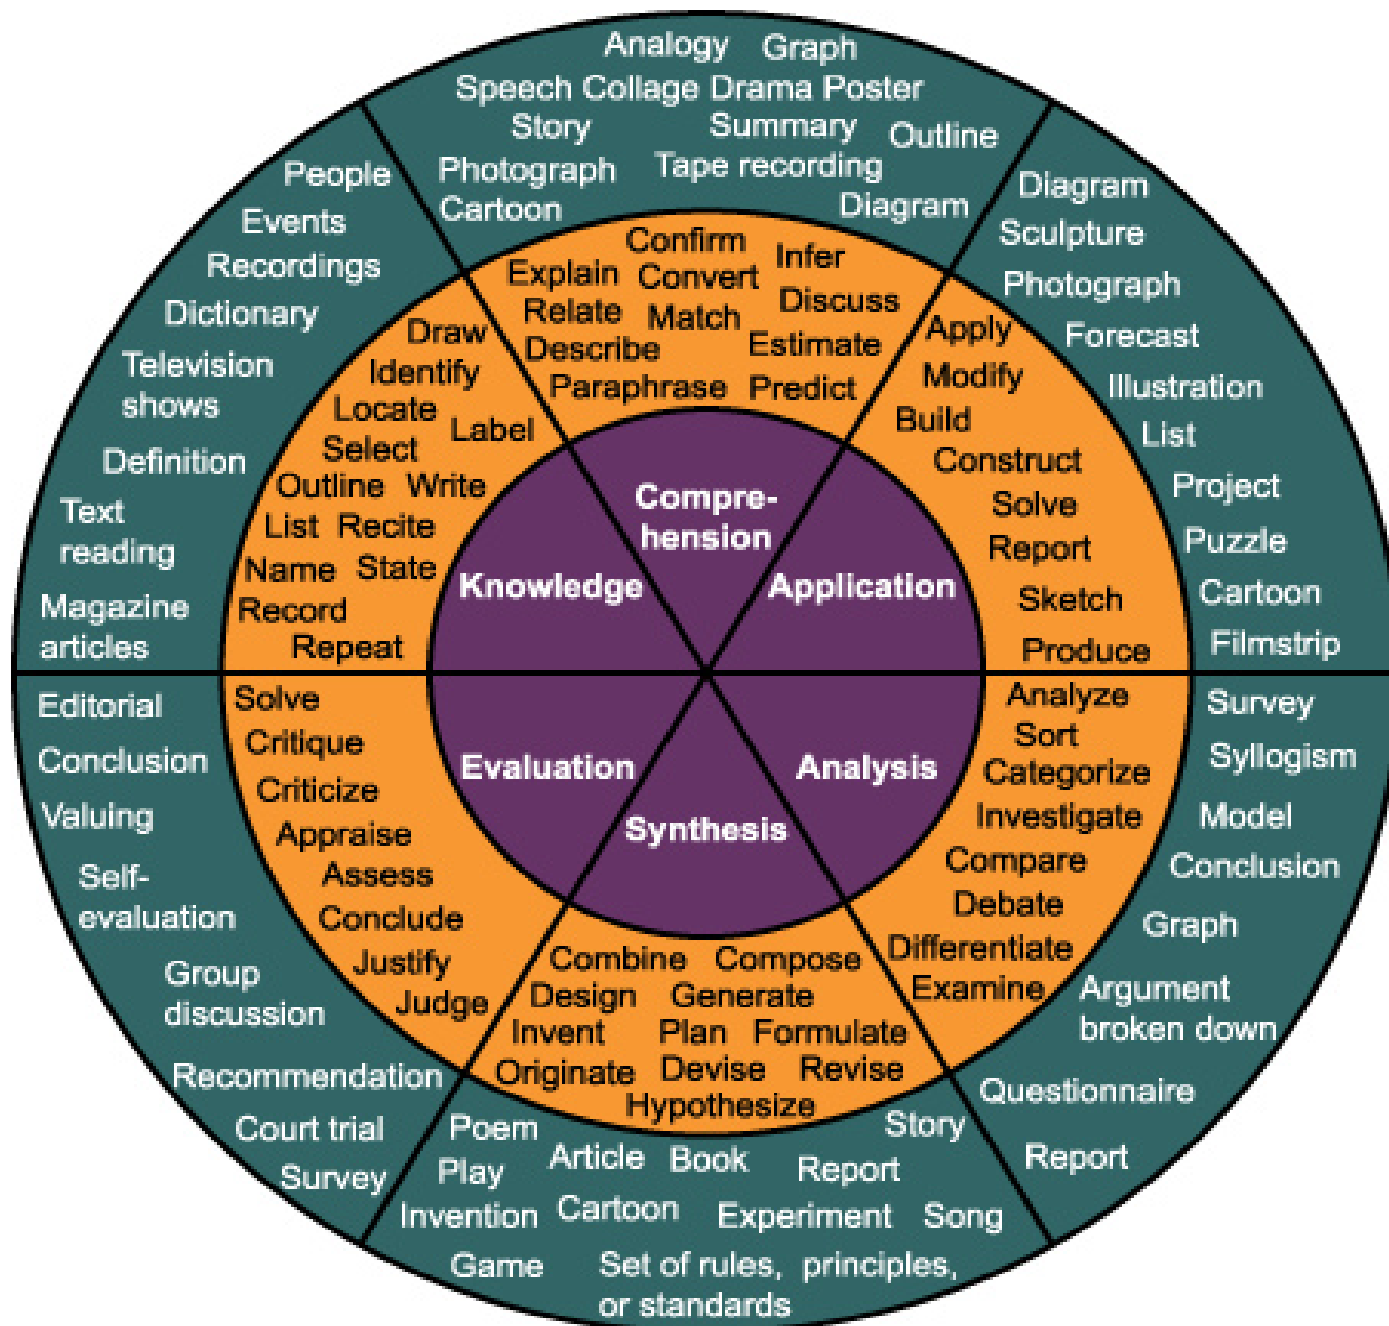 Analogy Graph
Speech Collage Drama Poster
Story Summary Outline
Photograph Tape recording
Cartoon Diagram
Confirm Infer
Explain Convert
Relate Match Discuss
Describe Estimate
Paraphrase Predict
Compre-
hension
Diagram
Sculpture
Photograph
Forecast
Illustration
List
Project
Puzzle
Cartoon
Filmstrip
Apply
Modify
Build
Construct
Solve
Report
Sketch
Produce
Application
Survey
Syllogism
Model
Conclusion
Graph
Argument
broken down
Questionnaire
Report
Analyze
Sort
Categorize
Investigate
Compare
Debate
Differentiate
Examine
Analysis
Synthesis
Combine Compose
Design Generate
Invent Plan Formulate
Originate Devise Revise
Hypothesize
Poem Story
Play Article Book Report
Invention Cartoon Experiment Song
Game Set of rules, principles,
or standards
Evaluation
Solve
Critique
Criticize
Appraise
Assess
Conclude
Justify
Judge
Editorial
Conclusion
Valuing
Self-
evaluation
Group
discussion
Recommendation
Court trial
Survey
Knowledge
Draw
Identify
Locate Label
Select
Outline Write
List Recite
Name State
Record
Repeat
People
Events
Recordings
Dictionary
Television
shows
Definition
Text
reading
Magazine
articles